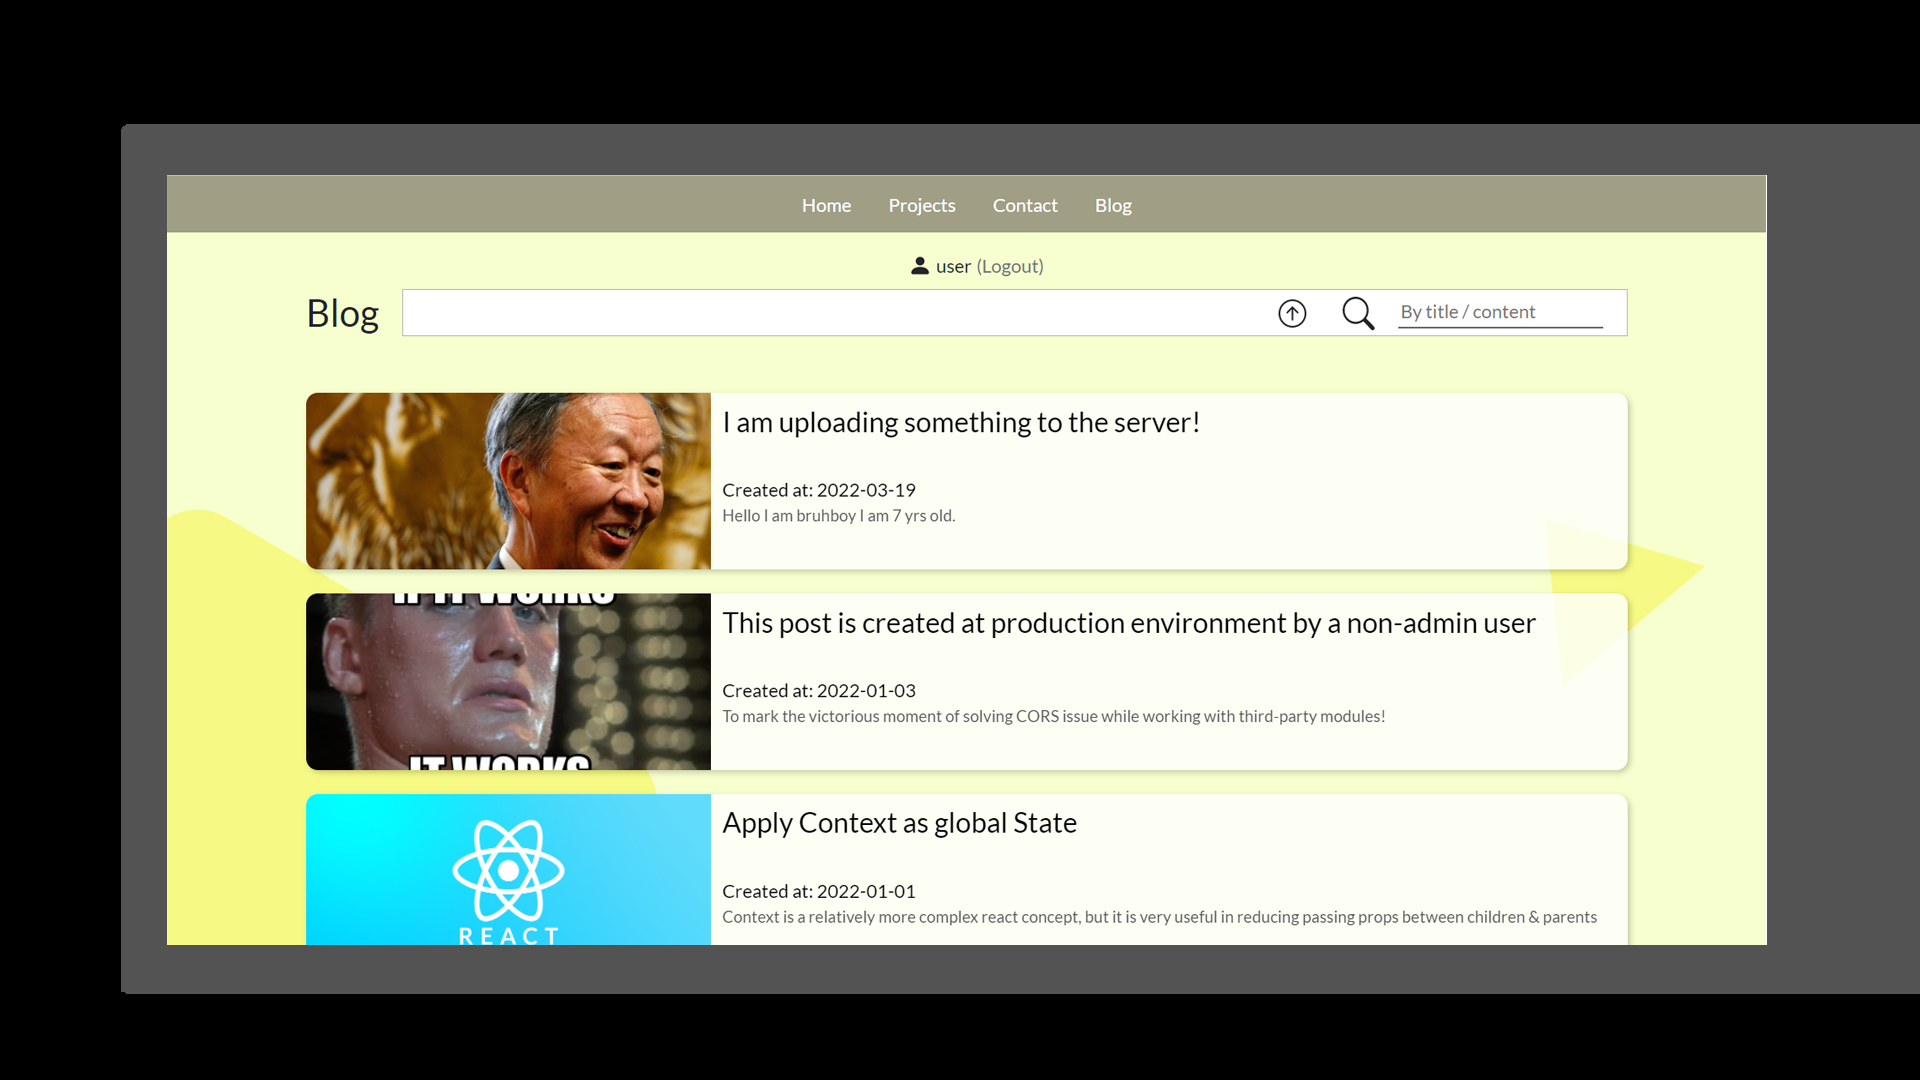 Home Projects Contact Blog
user (Logout)
Blog
By title / content
I am uploading something to the server!
Created at: 2022-03-19
Hello I am bruhboy I am 7 yrs old.
IF IT WORKS
This post is created at production environment by a non-admin user
Created at: 2022-01-03
To mark the victorious moment of solving CORS issue while working with third-party modules!
IT WORKS
Apply Context as global State
Created at: 2022-01-01
Context is a relatively more complex react concept, but it is very useful in reducing passing props between children & parents
REACT